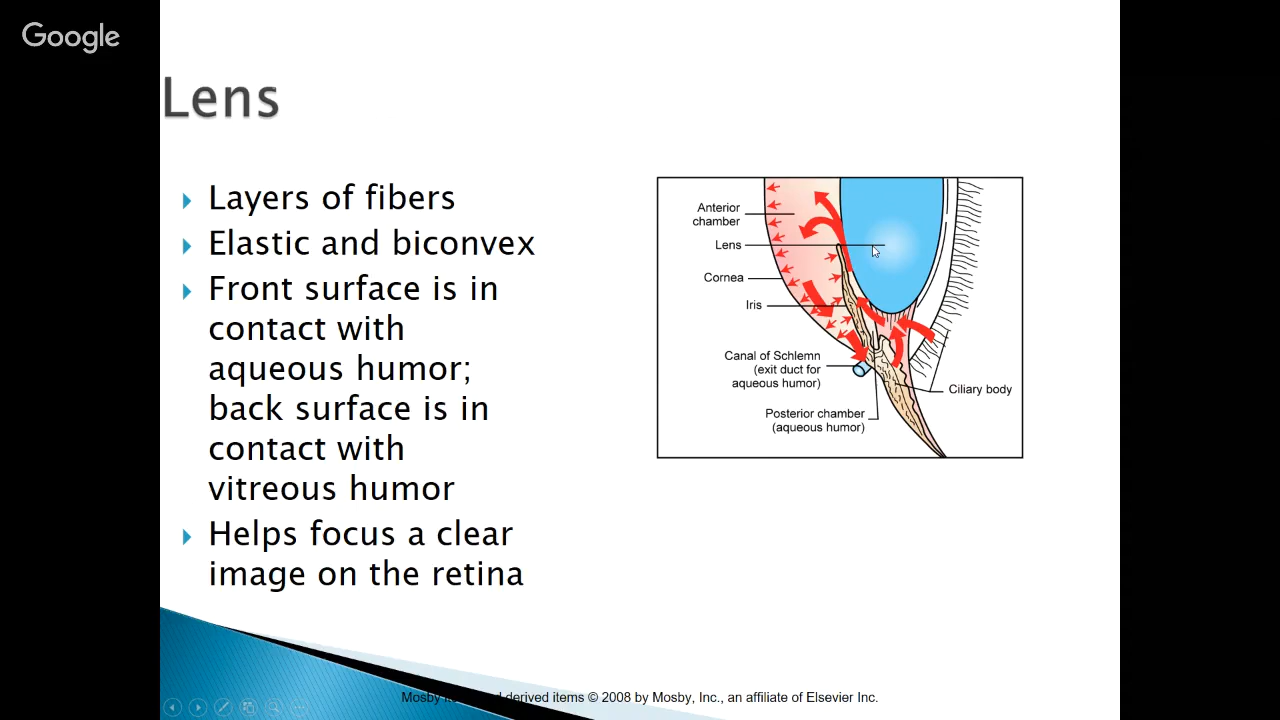 Google
Lens
Layers of fibers
Elastic and biconvex
Front surface is in
contact with
aqueous humor;
back surface is in
contact with
vitreous humor
Helps focus a clear
image on the retina
Anterior
chamber
Lens
Cornea
Iris
Canal of Schlemn
(exit duct for
aqueous humor)
Posterior chamber
(aqueous humor)
Ciliary body
Mosby derived items © 2008 by Mosby, Inc., an affiliate of Elsevier Inc.